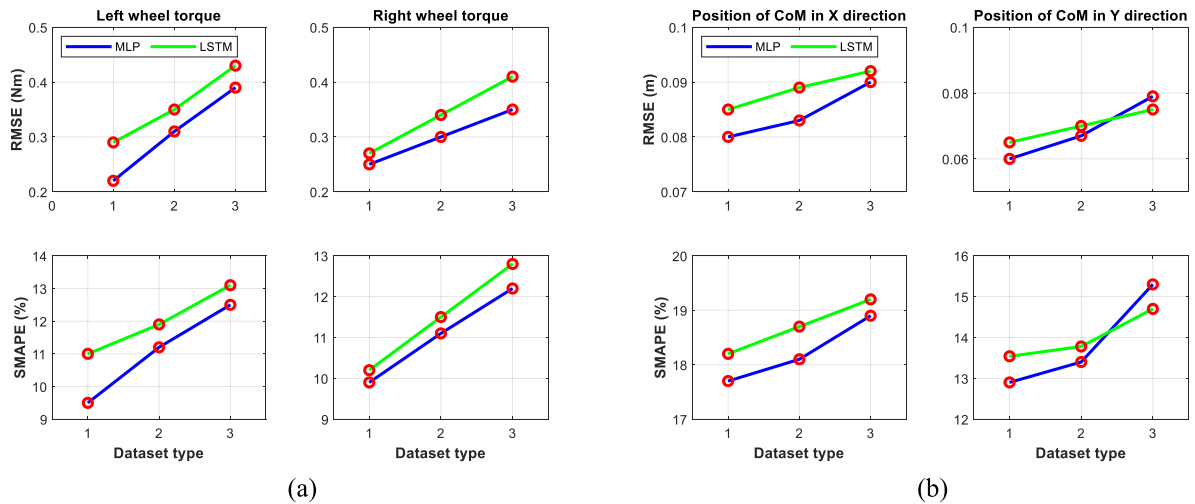 Left wheel torque
Right wheel torque
Position of CoM in X direction
Position of CoM in Y direction
MLP LSTM
MLP LSTM
RMSE (Nm)
0.5
0.4
0.3
0.2
0 1 2 3
0.5
0.4
0.3
0.2
1 2 3
RMSE (m)
0.1
0.09
0.08
0.07
1 2 3
0.1
0.08
0.06
1 2 3
SMAPE (%)
14
13
12
11
10
9
1 2 3
Dataset type
13
12
11
10
9
1 2 3
Dataset type
SMAPE (%)
20
19
18
17
1 2 3
Dataset type
16
15
14
13
12
1 2 3
Dataset type
(a)
(b)